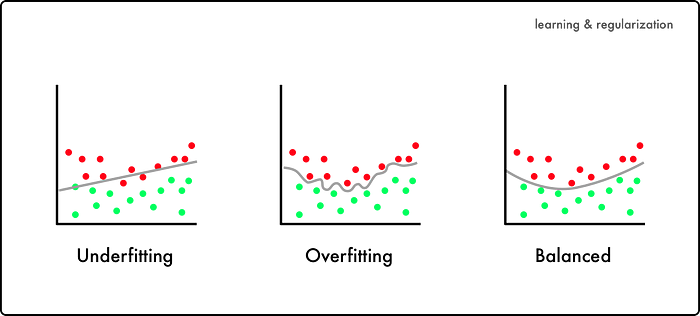 learning & regularization
Underfitting
Overfitting
Balanced